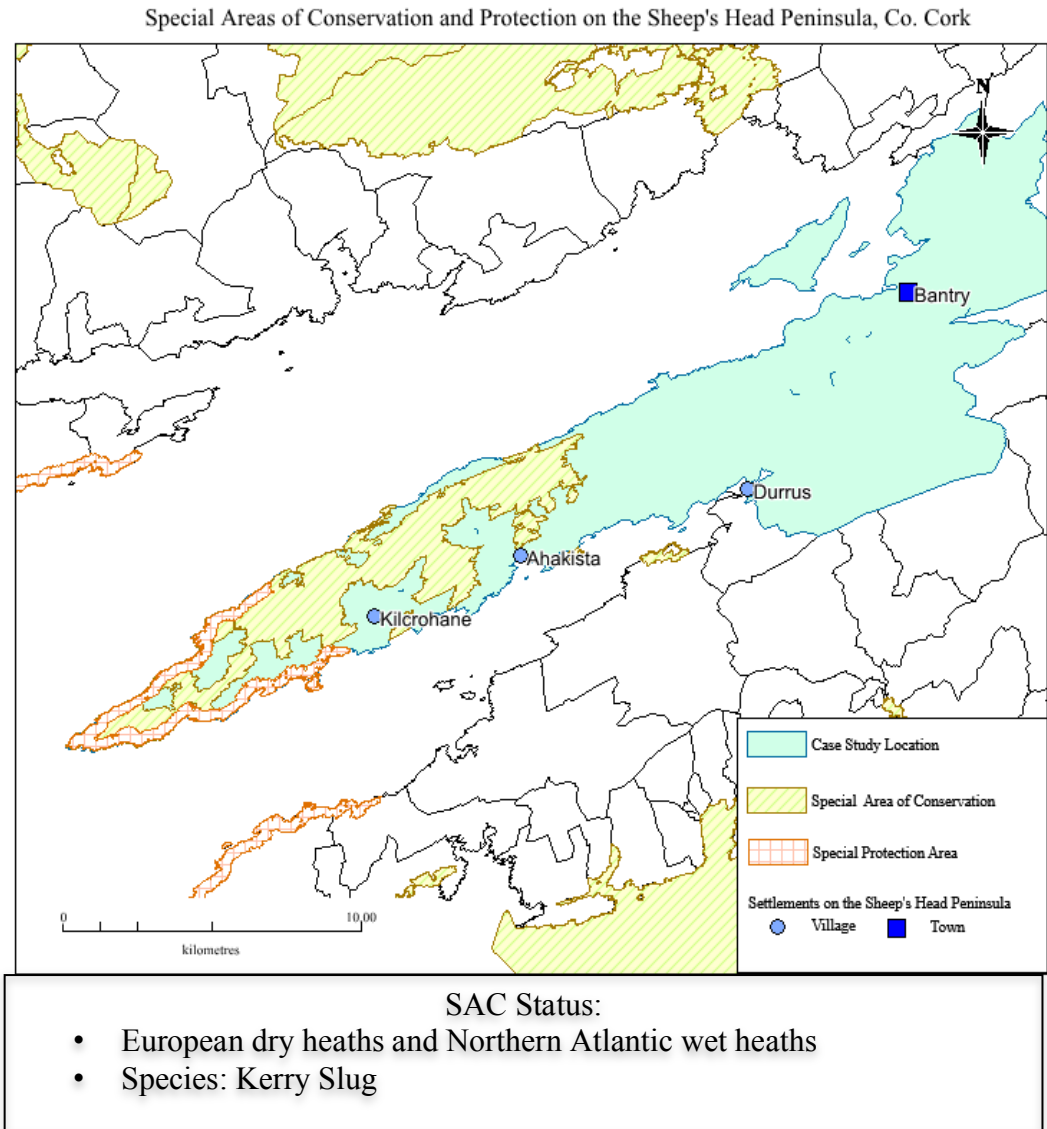 Special Areas of Conservation and Protection on the Sheep's Head Peninsula, Co. Cork
N
Bantry
Durrus
Ahakista
Kilcrohane
Case Study Location
Special Area of Conservation
Special Protection Area
Settlements on the Sheep's Head Peninsula
Village Town
0 10,00
kilometres
SAC Status:
• European dry heaths and Northern Atlantic wet heaths
• Species: Kerry Slug